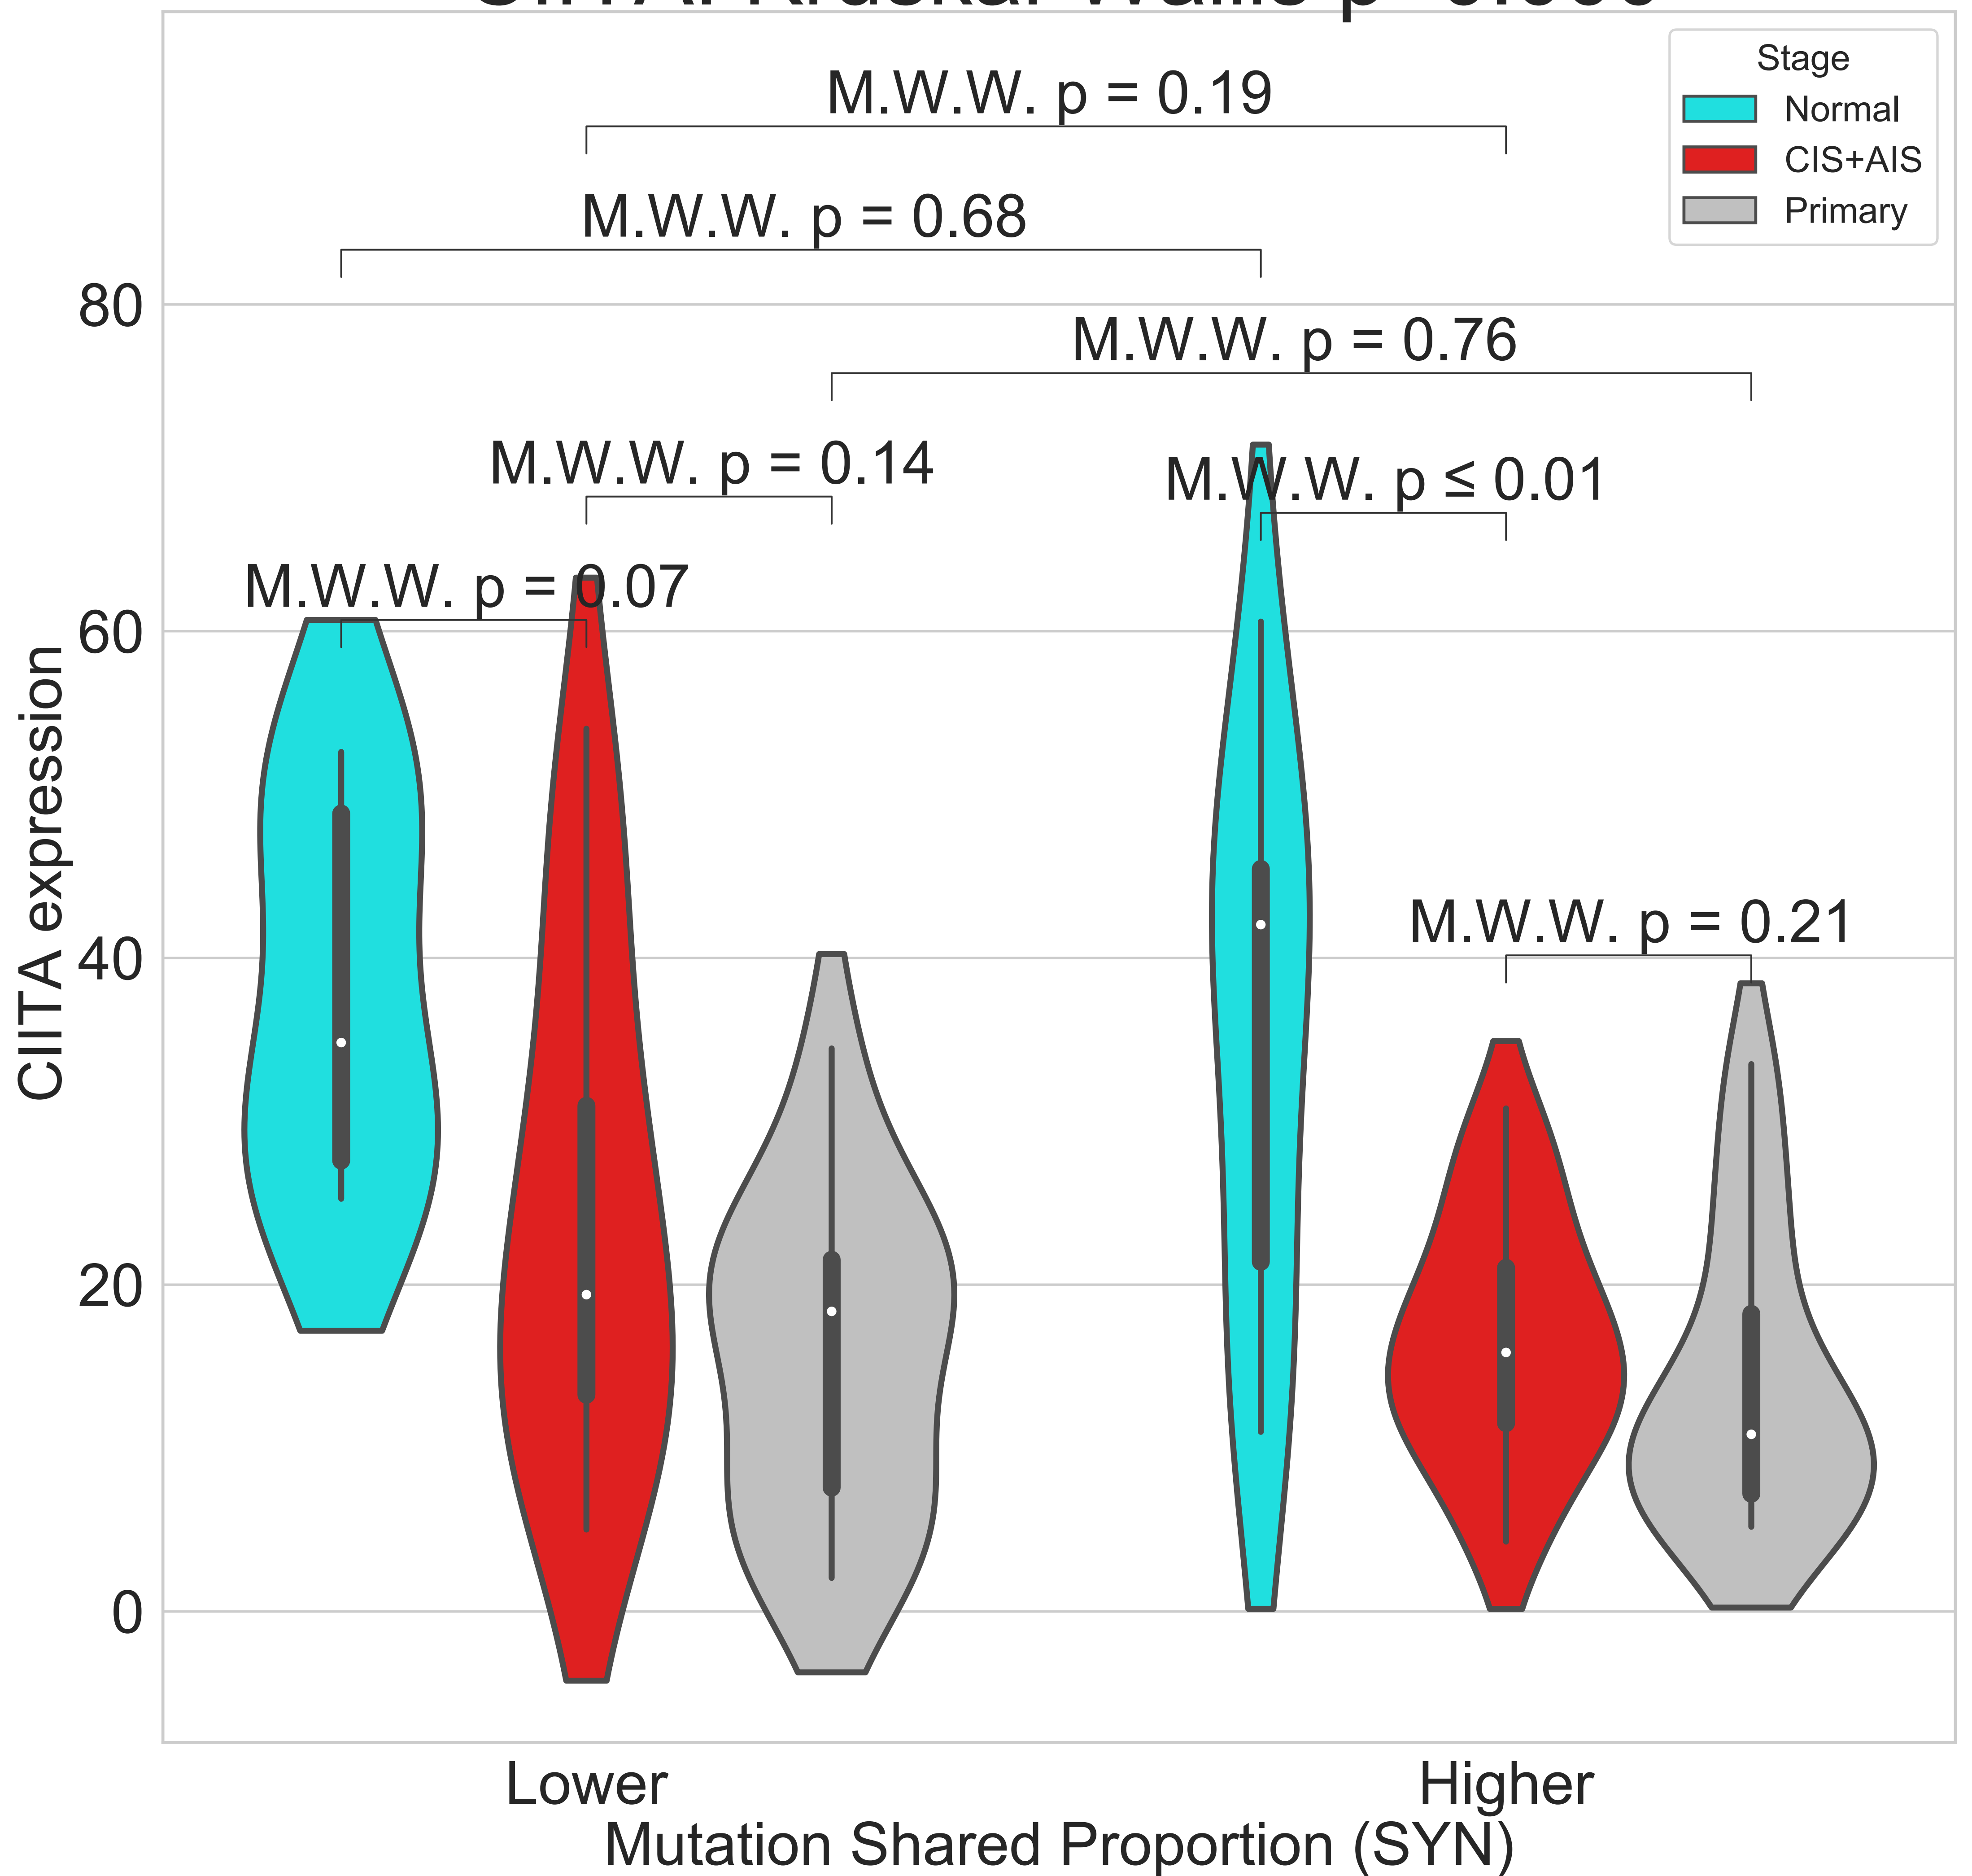 Stage
Normal
CIS+AIS
Primary
M.W.W. p = 0.19
M.W.W. p = 0.68
M.W.W. p = 0.76
M.W.W. p = 0.14
M.W.W. p ≤ 0.01
M.W.W. p = 0.07
M.W.W. p = 0.21
80
60
40
20
0
CIITA expression
Lower
Higher
Mutation Shared Proportion (SYN)